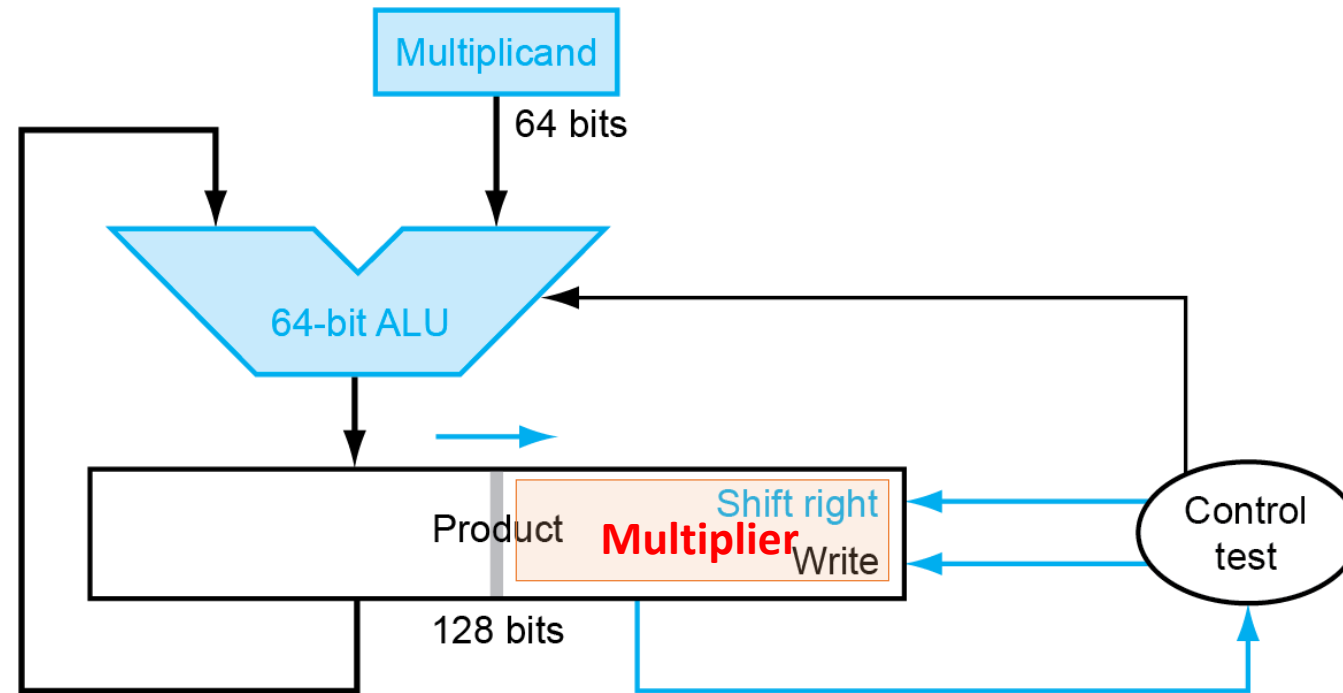 Multiplicand
64 bits
64-bit ALU
Shift right
Product
Multiplier
Write
Control
test
128 bits